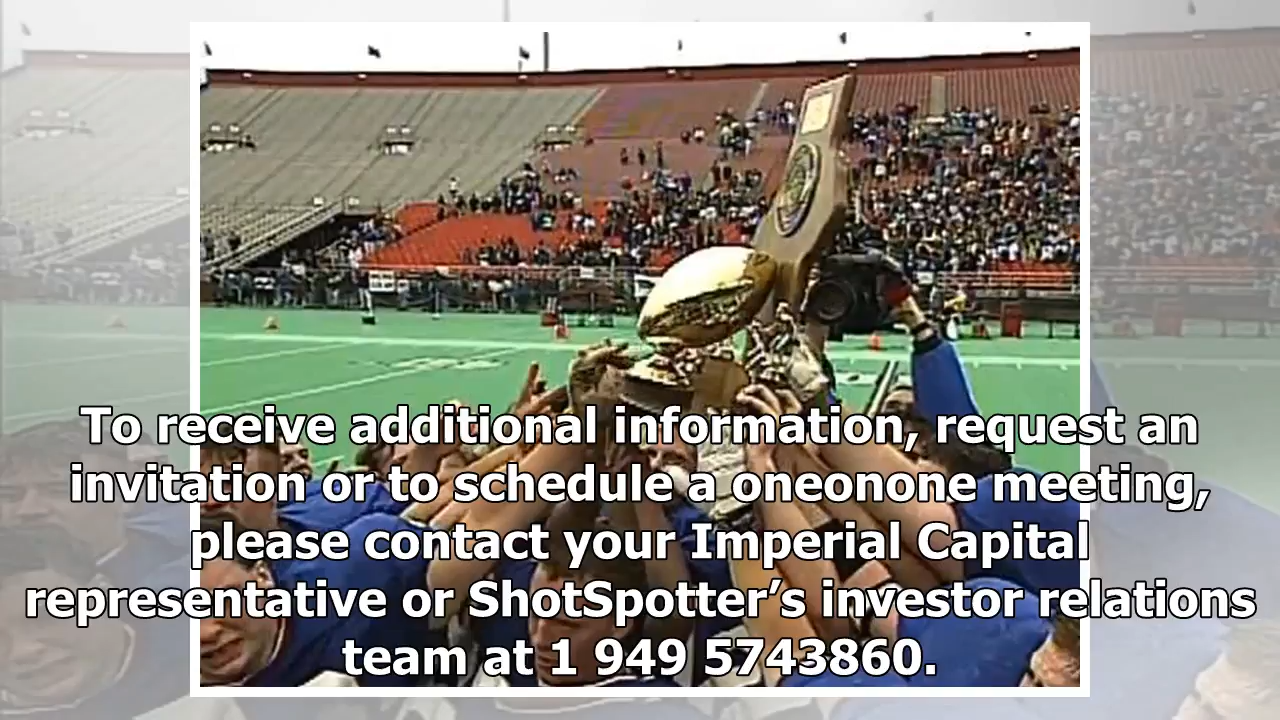 To receive additional information, request an
invitation or to schedule a oneonone meeting,
please contact your Imperial Capital
representative or ShotSpotter’s investor relations
team at 1 949 5743860.